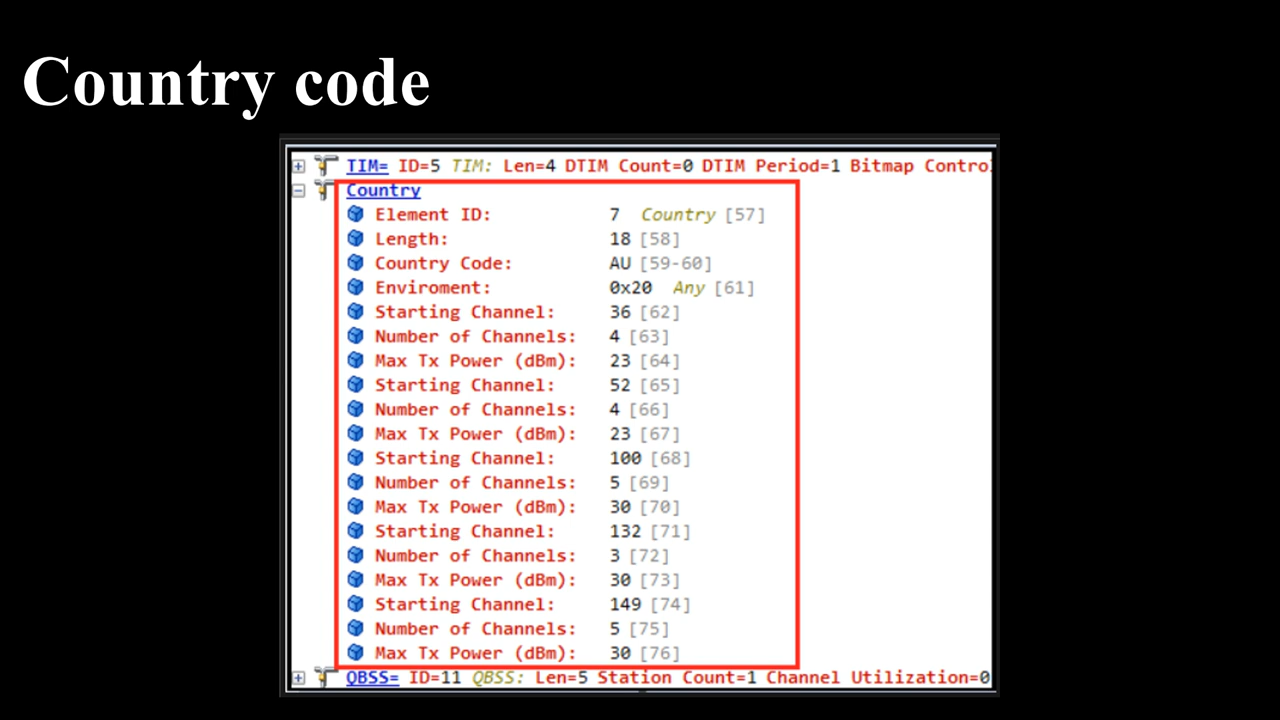 Country code
TIM= ID=5 TIM: Len=4 DTIM Count=0 DTIM Period=1 Bitmap Contro
Country
Element ID: 7 Country [57]
Length: 18 [58]
Country Code: AU [59-60]
Enviroment: 0x20 Any [61]
Starting Channel: 36 [62]
Number of Channels: 4 [63]
Max Tx Power (dBm): 23 [64]
Starting Channel: 52 [65]
Number of Channels: 4 [66]
Max Tx Power (dBm): 23 [67]
Starting Channel: 100 [68]
Number of Channels: 5 [69]
Max Tx Power (dBm): 30 [70]
Starting Channel: 132 [71]
Number of Channels: 3 [72]
Max Tx Power (dBm): 30 [73]
Starting Channel: 149 [74]
Number of Channels: 5 [75]
Max Tx Power (dBm): 30 [76]
QBSS= ID=11 QBSS: Len=5 Station Count=1 Channel Utilization=0